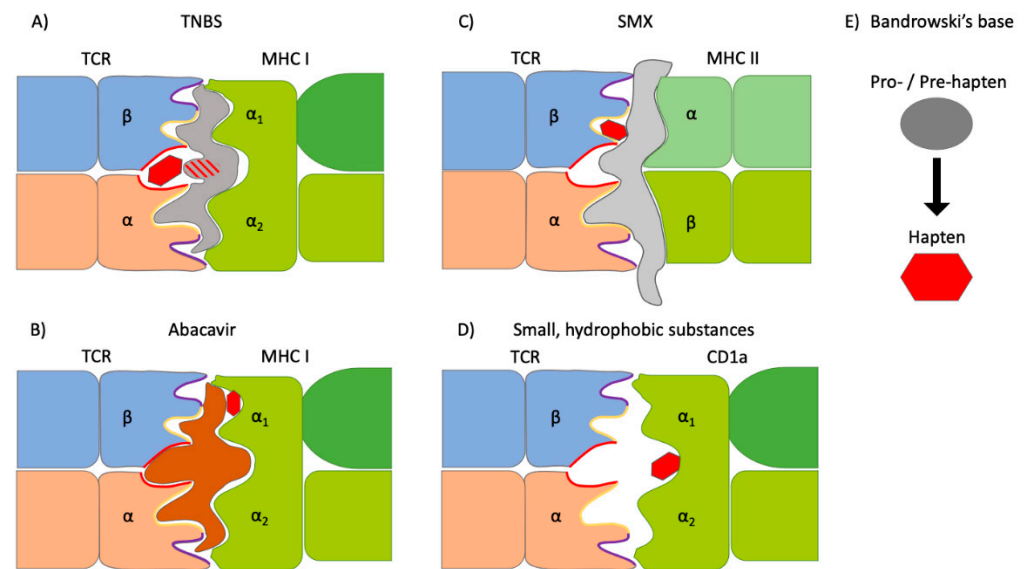 A) TNBS
TCR MHC I
β α1
α α2
B) Abacavir
TCR MHC I
β α1
α α2
C) SMX
TCR MHC II
β α
α β
D) Small, hydrophobic substances
TCR CD1a
β α1
α α2
E) Bandrowski’s base
Pro- / Pre-hapten
Hapten